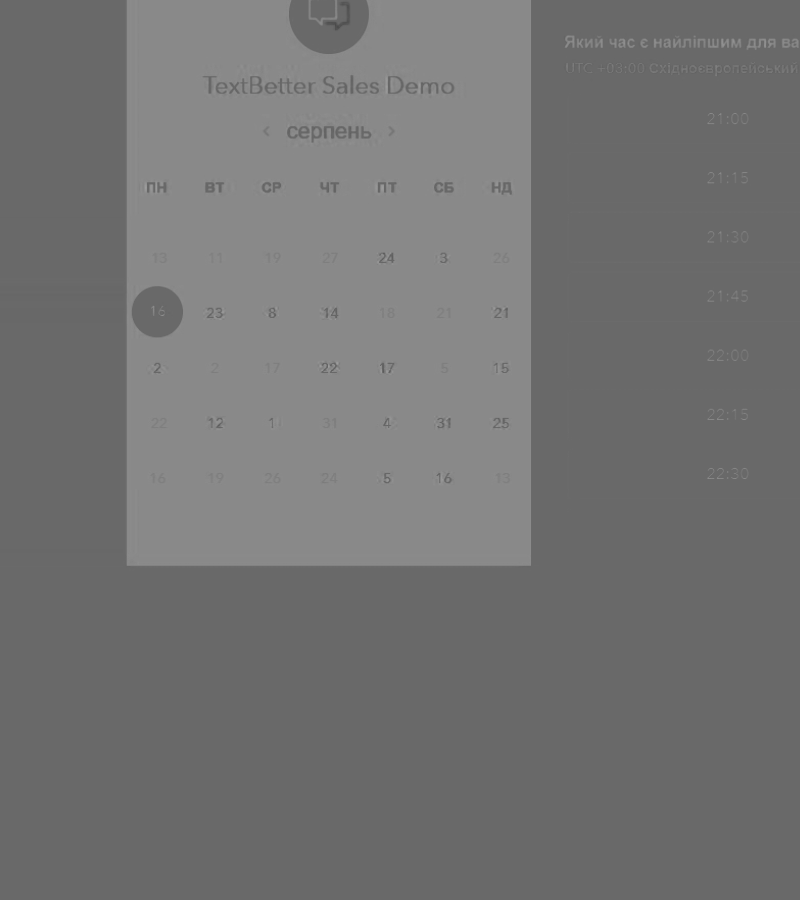 TextBetter Sales Demo
‹ серпень ›
ПН ВТ СР ЧТ ПТ СБ НД
13 11 19 27 24 3 26
16 23 8 14 18 21 21
2 2 17 22 17 5 15
22 12 1 31 4 31 25
16 19 26 24 5 16 13
Який час є найліпшим для ва
UTC +03:00 Східноєвропейський
21:00
21:15
21:30
21:45
22:00
22:15
22:30